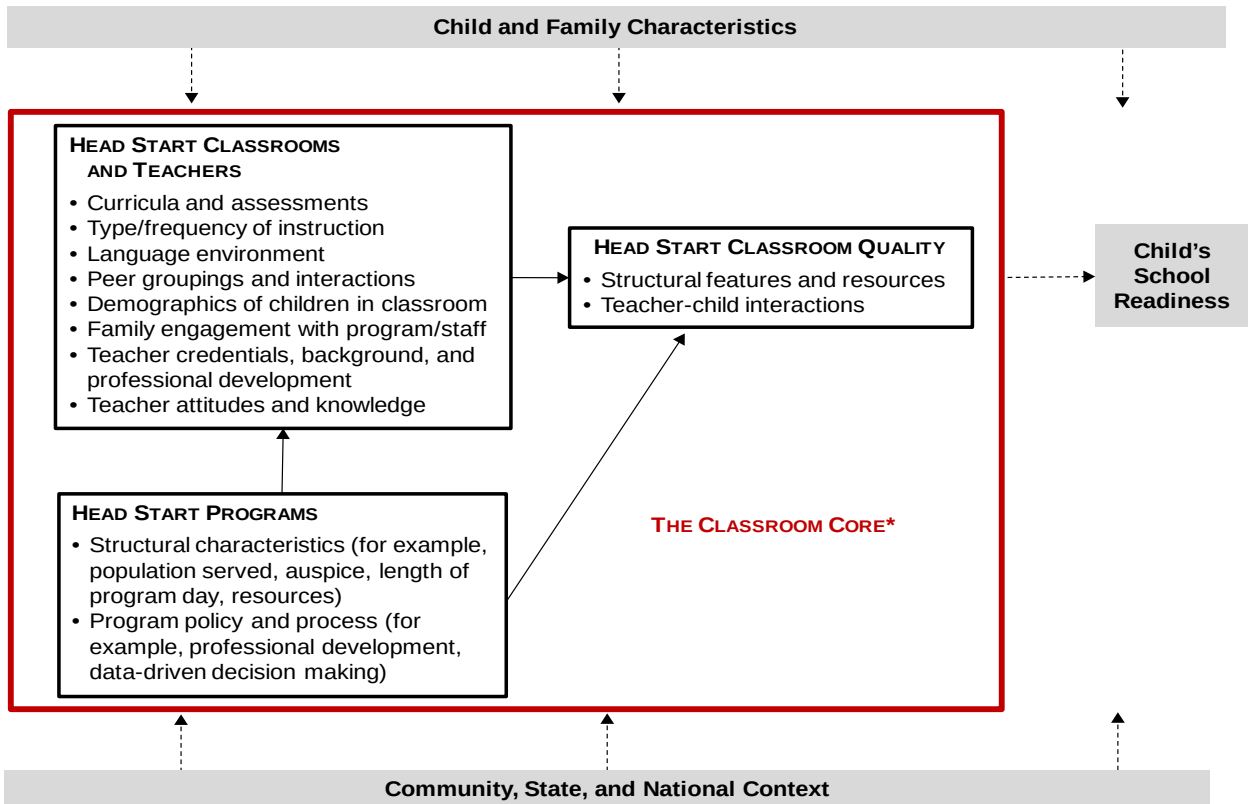 Child and Family Characteristics
HEAD START CLASSROOMS
AND TEACHERS
• Curricula and assessments
• Type/frequency of instruction
• Language environment
• Peer groupings and interactions
• Demographics of children in classroom
• Family engagement with program/staff
• Teacher credentials, background, and
professional development
• Teacher attitudes and knowledge
HEAD START CLASSROOM QUALITY
• Structural features and resources
• Teacher-child interactions
Child's
School
Readiness
HEAD START PROGRAMS
• Structural characteristics (for example,
population served, auspice, length of
program day, resources)
• Program policy and process (for
example, professional development,
data-driven decision making)
THE CLASSROOM CORE*
Community, State, and National Context